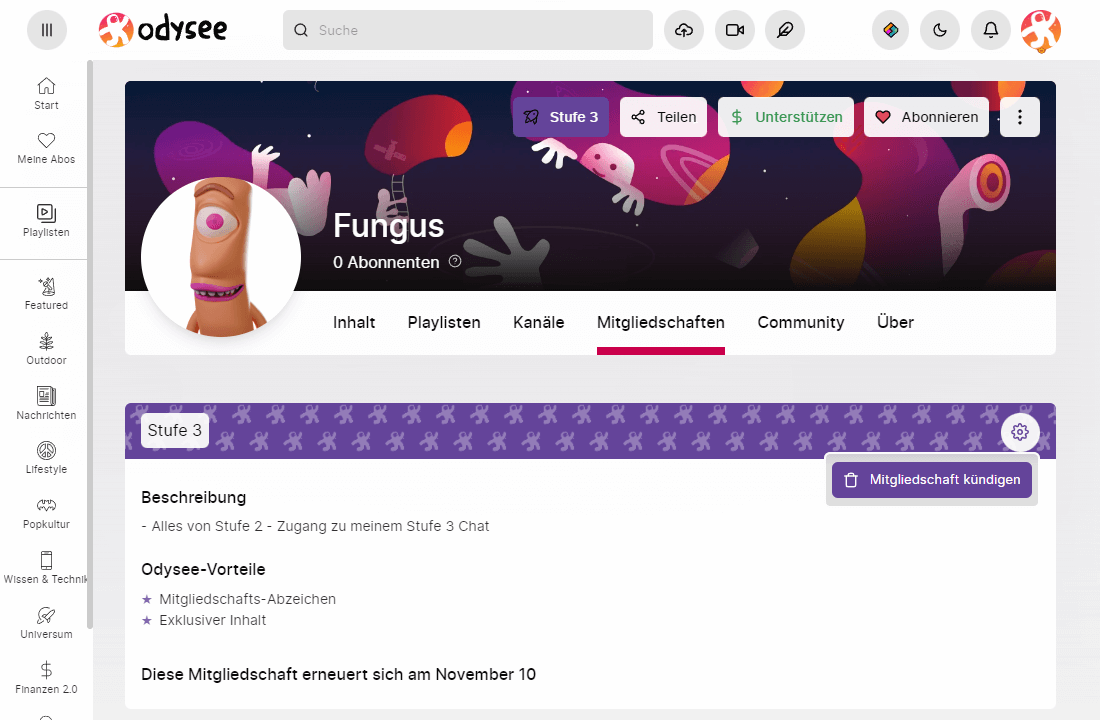 odysee
Suche
Start
Meine Abos
Playlisten
Featured
Outdoor
Nachrichten
Lifestyle
Popkultur
Wissen & Technik
Universum
Finanzen 2.0
Stufe 3
Teilen
Unterstützen
Abonnieren
Fungus
0 Abonnenten
Inhalt
Playlisten
Kanäle
Mitgliedschaften
Community
Über
Stufe 3
Mitgliedschaft kündigen
Beschreibung
- Alles von Stufe 2 - Zugang zu meinem Stufe 3 Chat
Odysee-Vorteile
Mitgliedschafts-Abzeichen
Exklusiver Inhalt
Diese Mitgliedschaft erneuert sich am November 10